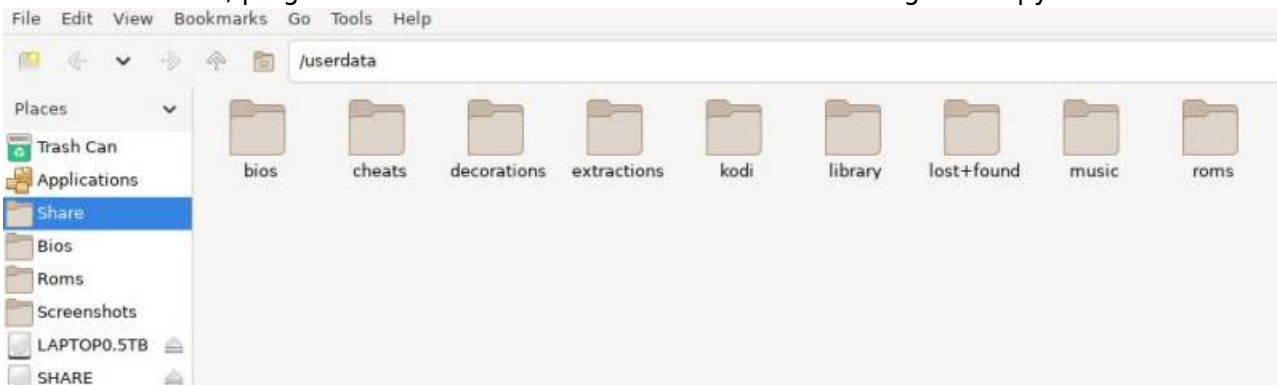 File Edit View Bookmarks Go Tools Help
/userdata
Places
Trash Can
Applications
Share
Bios
Roms
Screenshots
LAPTOP0.5TB
SHARE
bios cheats decorations extractions kodi library lost+found music roms